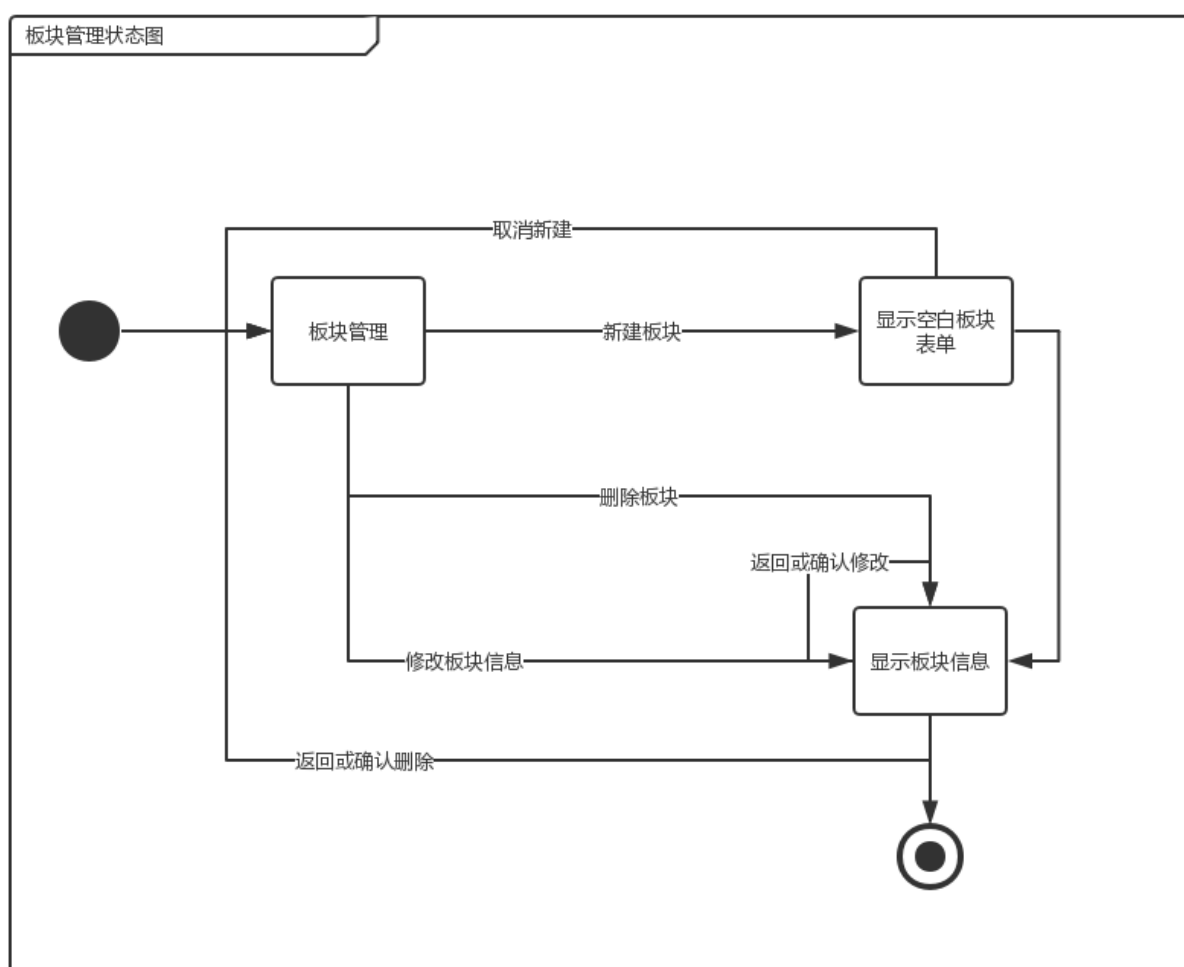 板块管理状态图
取消新建
板块管理
新建板块
显示空白板块
表单
删除板块
返回或确认修改
修改板块信息
显示板块信息
返回或确认删除